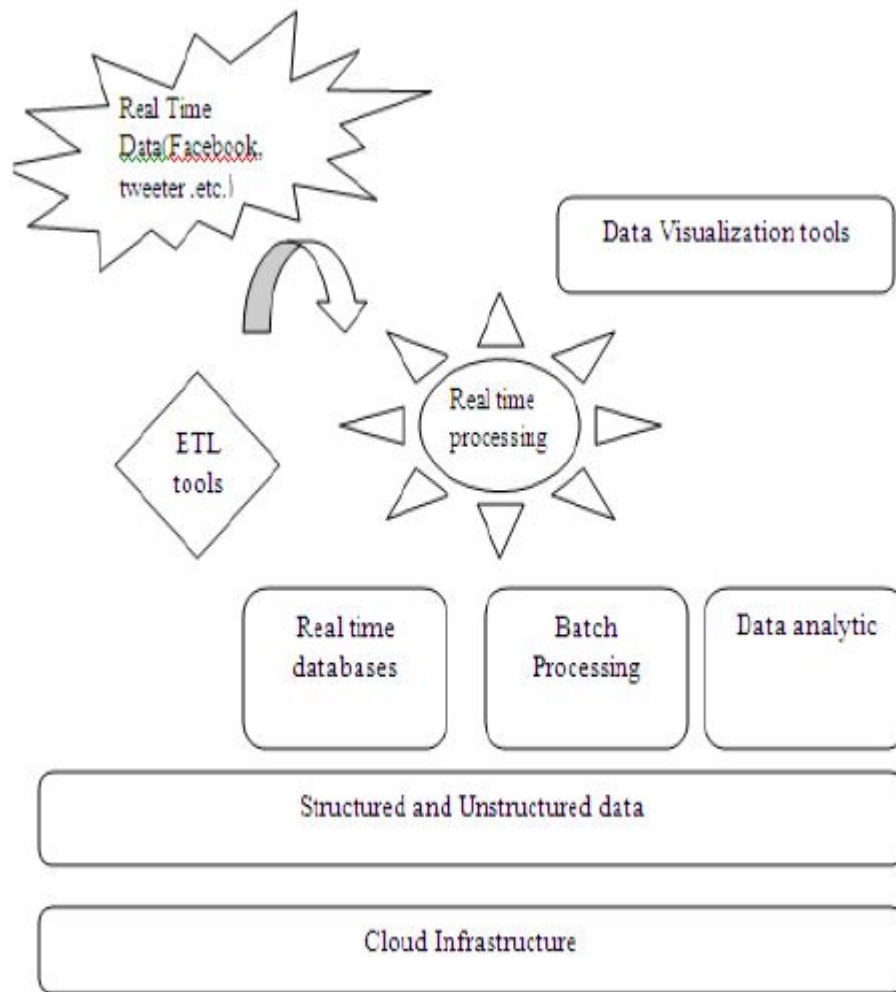 Real Time
Data(Facebook,
tweeter .etc.)
Data Visualization tools
Real time
processing
ETL
tools
Real time
databases
Batch
Processing
Data analytic
Structured and Unstructured data
Cloud Infrastructure